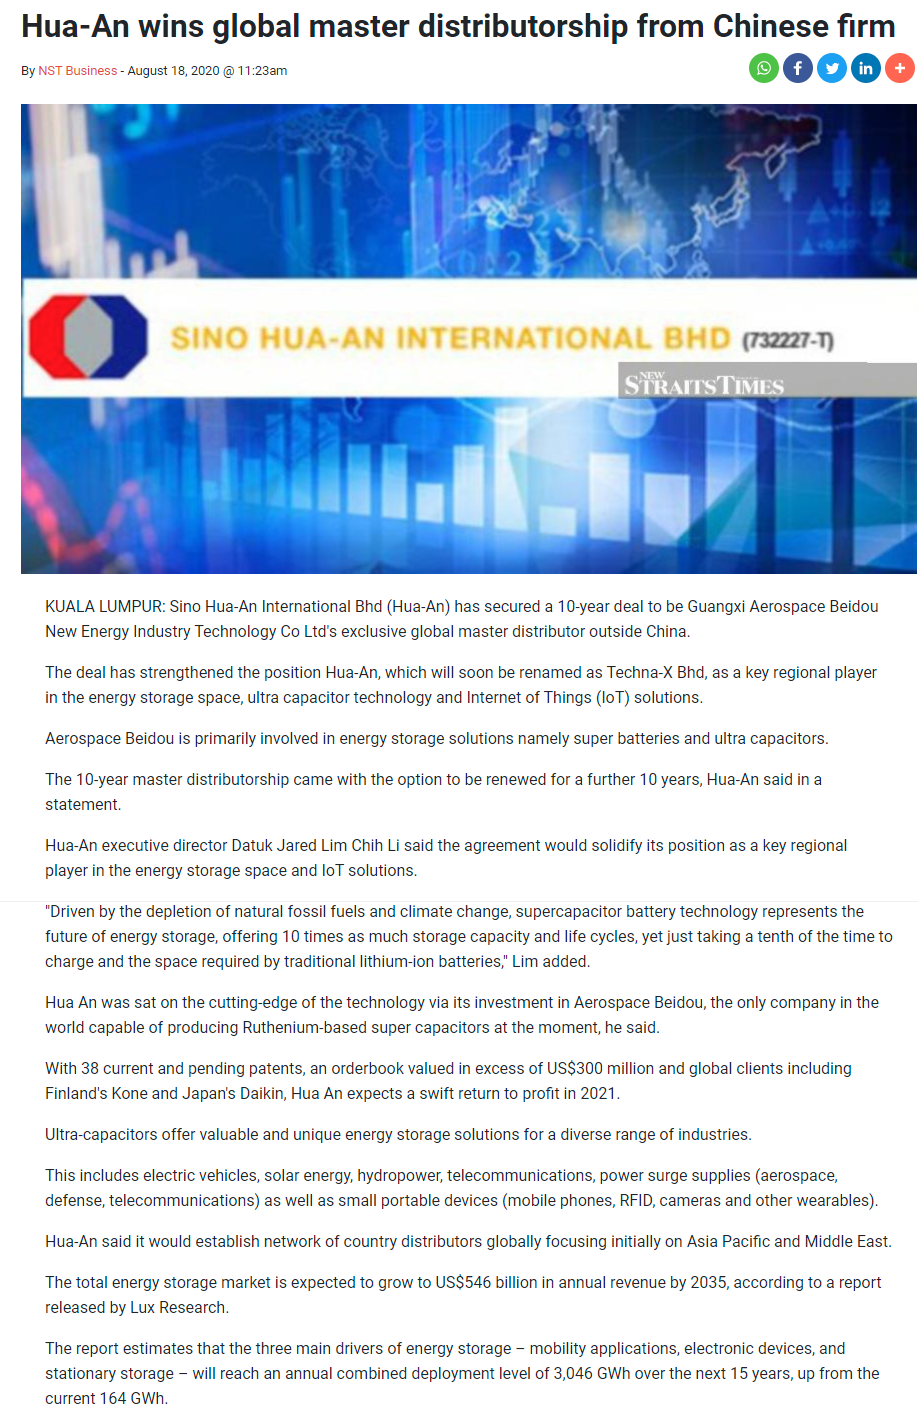 Hua-An wins global master distributorship from Chinese firm
By NST Business - August 18, 2020 @ 11:23am
SINO HUA-AN INTERNATIONAL BHD (732227-T)
NEW
STRAITS TIMES
KUALA LUMPUR: Sino Hua-An International Bhd (Hua-An) has secured a 10-year deal to be Guangxi Aerospace Beidou
New Energy Industry Technology Co Ltd's exclusive global master distributor outside China.
The deal has strengthened the position Hua-An, which will soon be renamed as Techna-X Bhd, as a key regional player
in the energy storage space, ultra capacitor technology and Internet of Things (IoT) solutions.
Aerospace Beidou is primarily involved in energy storage solutions namely super batteries and ultra capacitors.
The 10-year master distributorship came with the option to be renewed for a further 10 years, Hua-An said in a
statement.
Hua-An executive director Datuk Jared Lim Chih Li said the agreement would solidify its position as a key regional
player in the energy storage space and IoT solutions.
"Driven by the depletion of natural fossil fuels and climate change, supercapacitor battery technology represents the
future of energy storage, offering 10 times as much storage capacity and life cycles, yet just taking a tenth of the time to
charge and the space required by traditional lithium-ion batteries," Lim added.
Hua An was sat on the cutting-edge of the technology via its investment in Aerospace Beidou, the only company in the
world capable of producing Ruthenium-based super capacitors at the moment, he said.
With 38 current and pending patents, an orderbook valued in excess of US$300 million and global clients including
Finland's Kone and Japan's Daikin, Hua An expects a swift return to profit in 2021.
Ultra-capacitors offer valuable and unique energy storage solutions for a diverse range of industries.
This includes electric vehicles, solar energy, hydropower, telecommunications, power surge supplies (aerospace,
defense, telecommunications) as well as small portable devices (mobile phones, RFID, cameras and other wearables).
Hua-An said it would establish network of country distributors globally focusing initially on Asia Pacific and Middle East.
The total energy storage market is expected to grow to US$546 billion in annual revenue by 2035, according to a report
released by Lux Research.
The report estimates that the three main drivers of energy storage – mobility applications, electronic devices, and
stationary storage – will reach an annual combined deployment level of 3,046 GWh over the next 15 years, up from the
current 164 GWh.